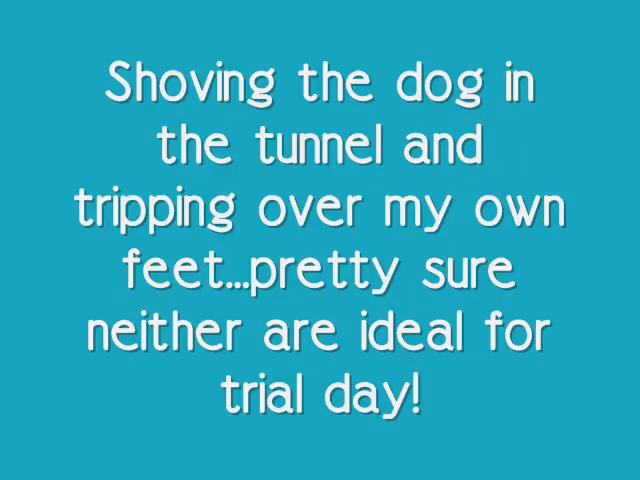 Shoving the dog in
the tunnel and
tripping over my own
feet...pretty sure
neither are ideal for
trial day!